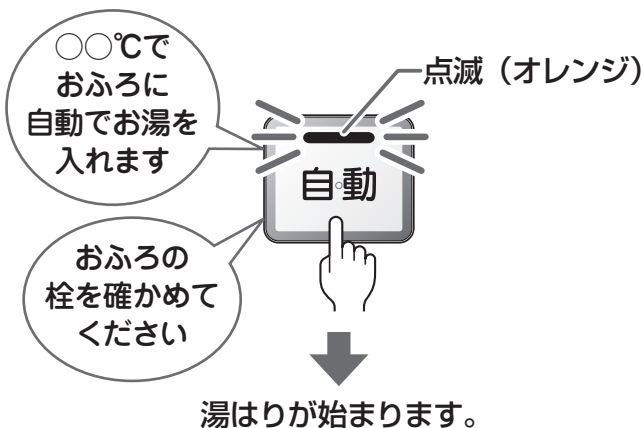 ○○℃で
おふろに
自動でお湯を
入れます
点滅（オレンジ）
自動
おふろの
栓を確かめて
ください
湯はりが始まります。